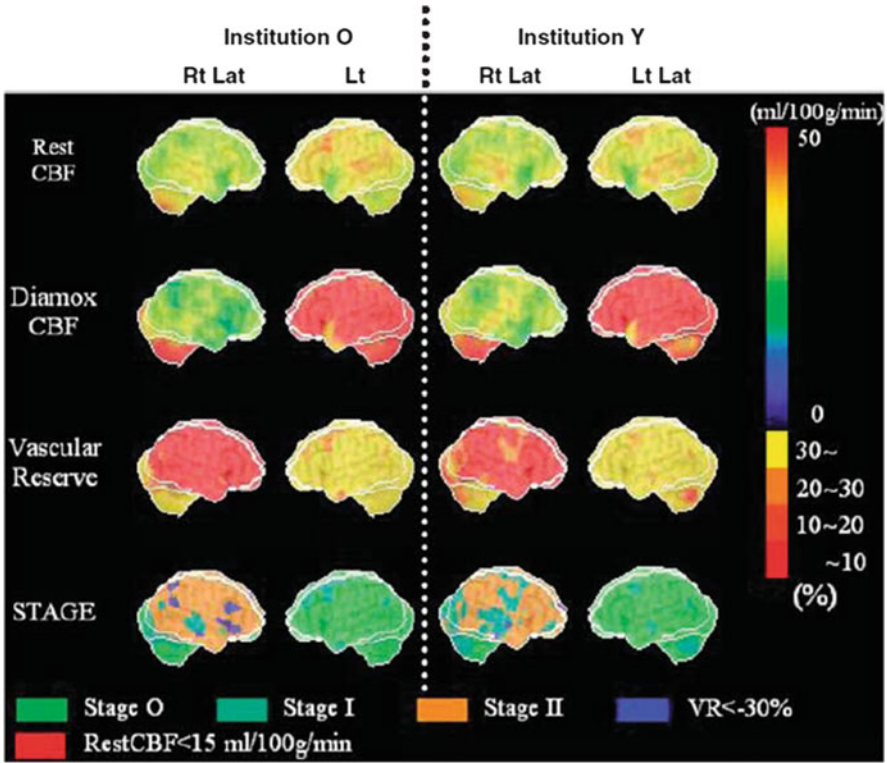 Institution O Institution Y
Rt Lat Lt Rt Lat Lt Lat
(ml/100g/min)
50
Rest
CBF
Diamox
CBF
0
Vascular
Reserve
30~
20~30
10~20
~10
(%)
STAGE
Stage O Stage I Stage II VR<-30%
RestCBF<15 ml/100g/min